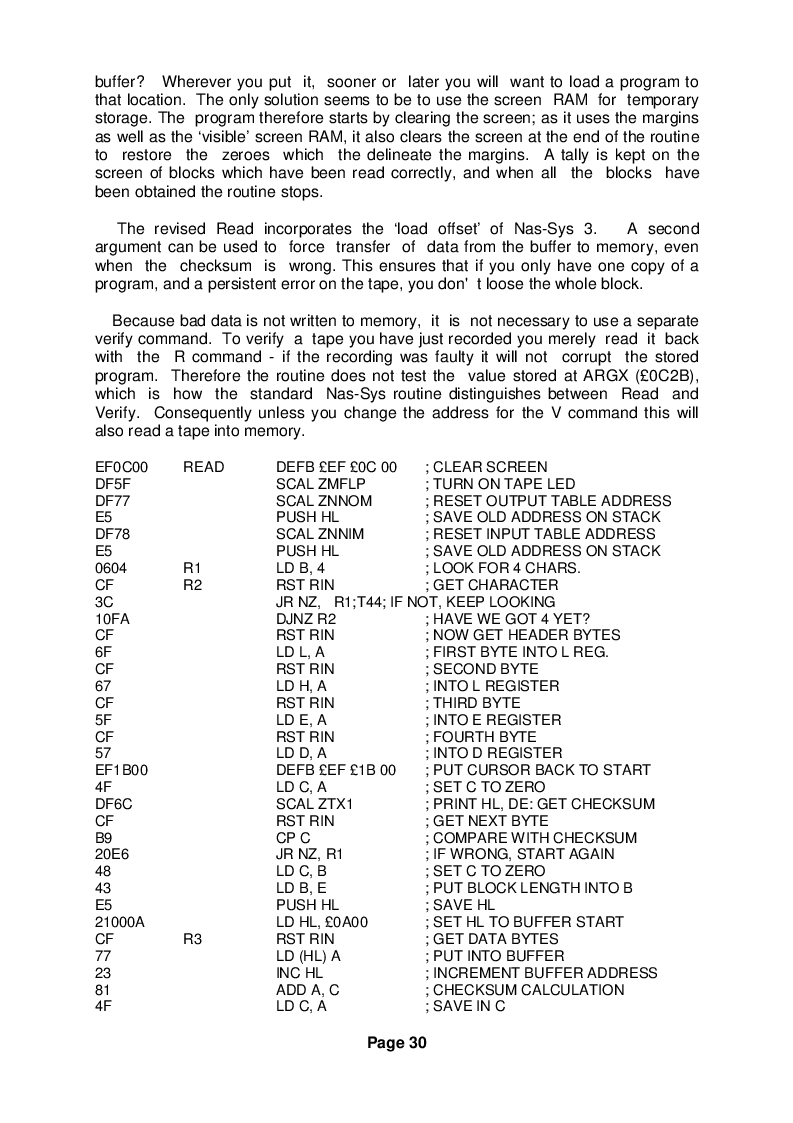 buffer? Wherever you put it, sooner or later you will want to load a program to
that location. The only solution seems to be to use the screen RAM for temporary
storage. The program therefore starts by clearing the screen; as it uses the margins
as well as the ‘visible’ screen RAM, it also clears the screen at the end of the routine
to restore the zeroes which the delineate the margins. A tally is kept on the
screen of blocks which have been read correctly, and when all the blocks have
been obtained the routine stops.
The revised Read incorporates the ‘load offset’ of Nas-Sys 3. A second
argument can be used to force transfer of data from the buffer to memory, even
when the checksum is wrong. This ensures that if you only have one copy of a
program, and a persistent error on the tape, you don' t loose the whole block.
Because bad data is not written to memory, it is not necessary to use a separate
verify command. To verify a tape you have just recorded you merely read it back
with the R command - if the recording was faulty it will not corrupt the stored
program. Therefore the routine does not test the value stored at ARGX (£0C2B),
which is how the standard Nas-Sys routine distinguishes between Read and
Verify. Consequently unless you change the address for the V command this will
also read a tape into memory.
EF0C00 READ DEFB £EF £0C 00 ; CLEAR SCREEN
DF5F SCAL ZMFLP ; TURN ON TAPE LED
DF77 SCAL ZNNOM ; RESET OUTPUT TABLE ADDRESS
E5 PUSH HL ; SAVE OLD ADDRESS ON STACK
DF78 SCAL ZNNIM ; RESET INPUT TABLE ADDRESS
E5 PUSH HL ; SAVE OLD ADDRESS ON STACK
0604 R1 LD B, 4 ; LOOK FOR 4 CHARS.
CF R2 RST RIN ; GET CHARACTER
3C JR NZ, R1;T44; IF NOT, KEEP LOOKING
10FA DJNZ R2 ; HAVE WE GOT 4 YET?
CF RST RIN ; NOW GET HEADER BYTES
6F LD L, A ; FIRST BYTE INTO L REG.
CF RST RIN ; SECOND BYTE
67 LD H, A ; INTO L REGISTER
CF RST RIN ; THIRD BYTE
5F LD E, A ; INTO E REGISTER
CF RST RIN ; FOURTH BYTE
57 LD D, A ; INTO D REGISTER
EF1B00 DEFB £EF £1B 00 ; PUT CURSOR BACK TO START
4F LD C, A ; SET C TO ZERO
DF6C SCAL ZTX1 ; PRINT HL, DE: GET CHECKSUM
CF RST RIN ; GET NEXT BYTE
B9 CP C ; COMPARE WITH CHECKSUM
20E6 JR NZ, R1 ; IF WRONG, START AGAIN
48 LD C, B ; SET C TO ZERO
43 LD B, E ; PUT BLOCK LENGTH INTO B
E5 PUSH HL ; SAVE HL
21000A LD HL, £0A00 ; SET HL TO BUFFER START
CF R3 RST RIN ; GET DATA BYTES
77 LD (HL) A ; PUT INTO BUFFER
23 INC HL ; INCREMENT BUFFER ADDRESS
81 ADD A, C ; CHECKSUM CALCULATION
4F LD C, A ; SAVE IN C
Page 30